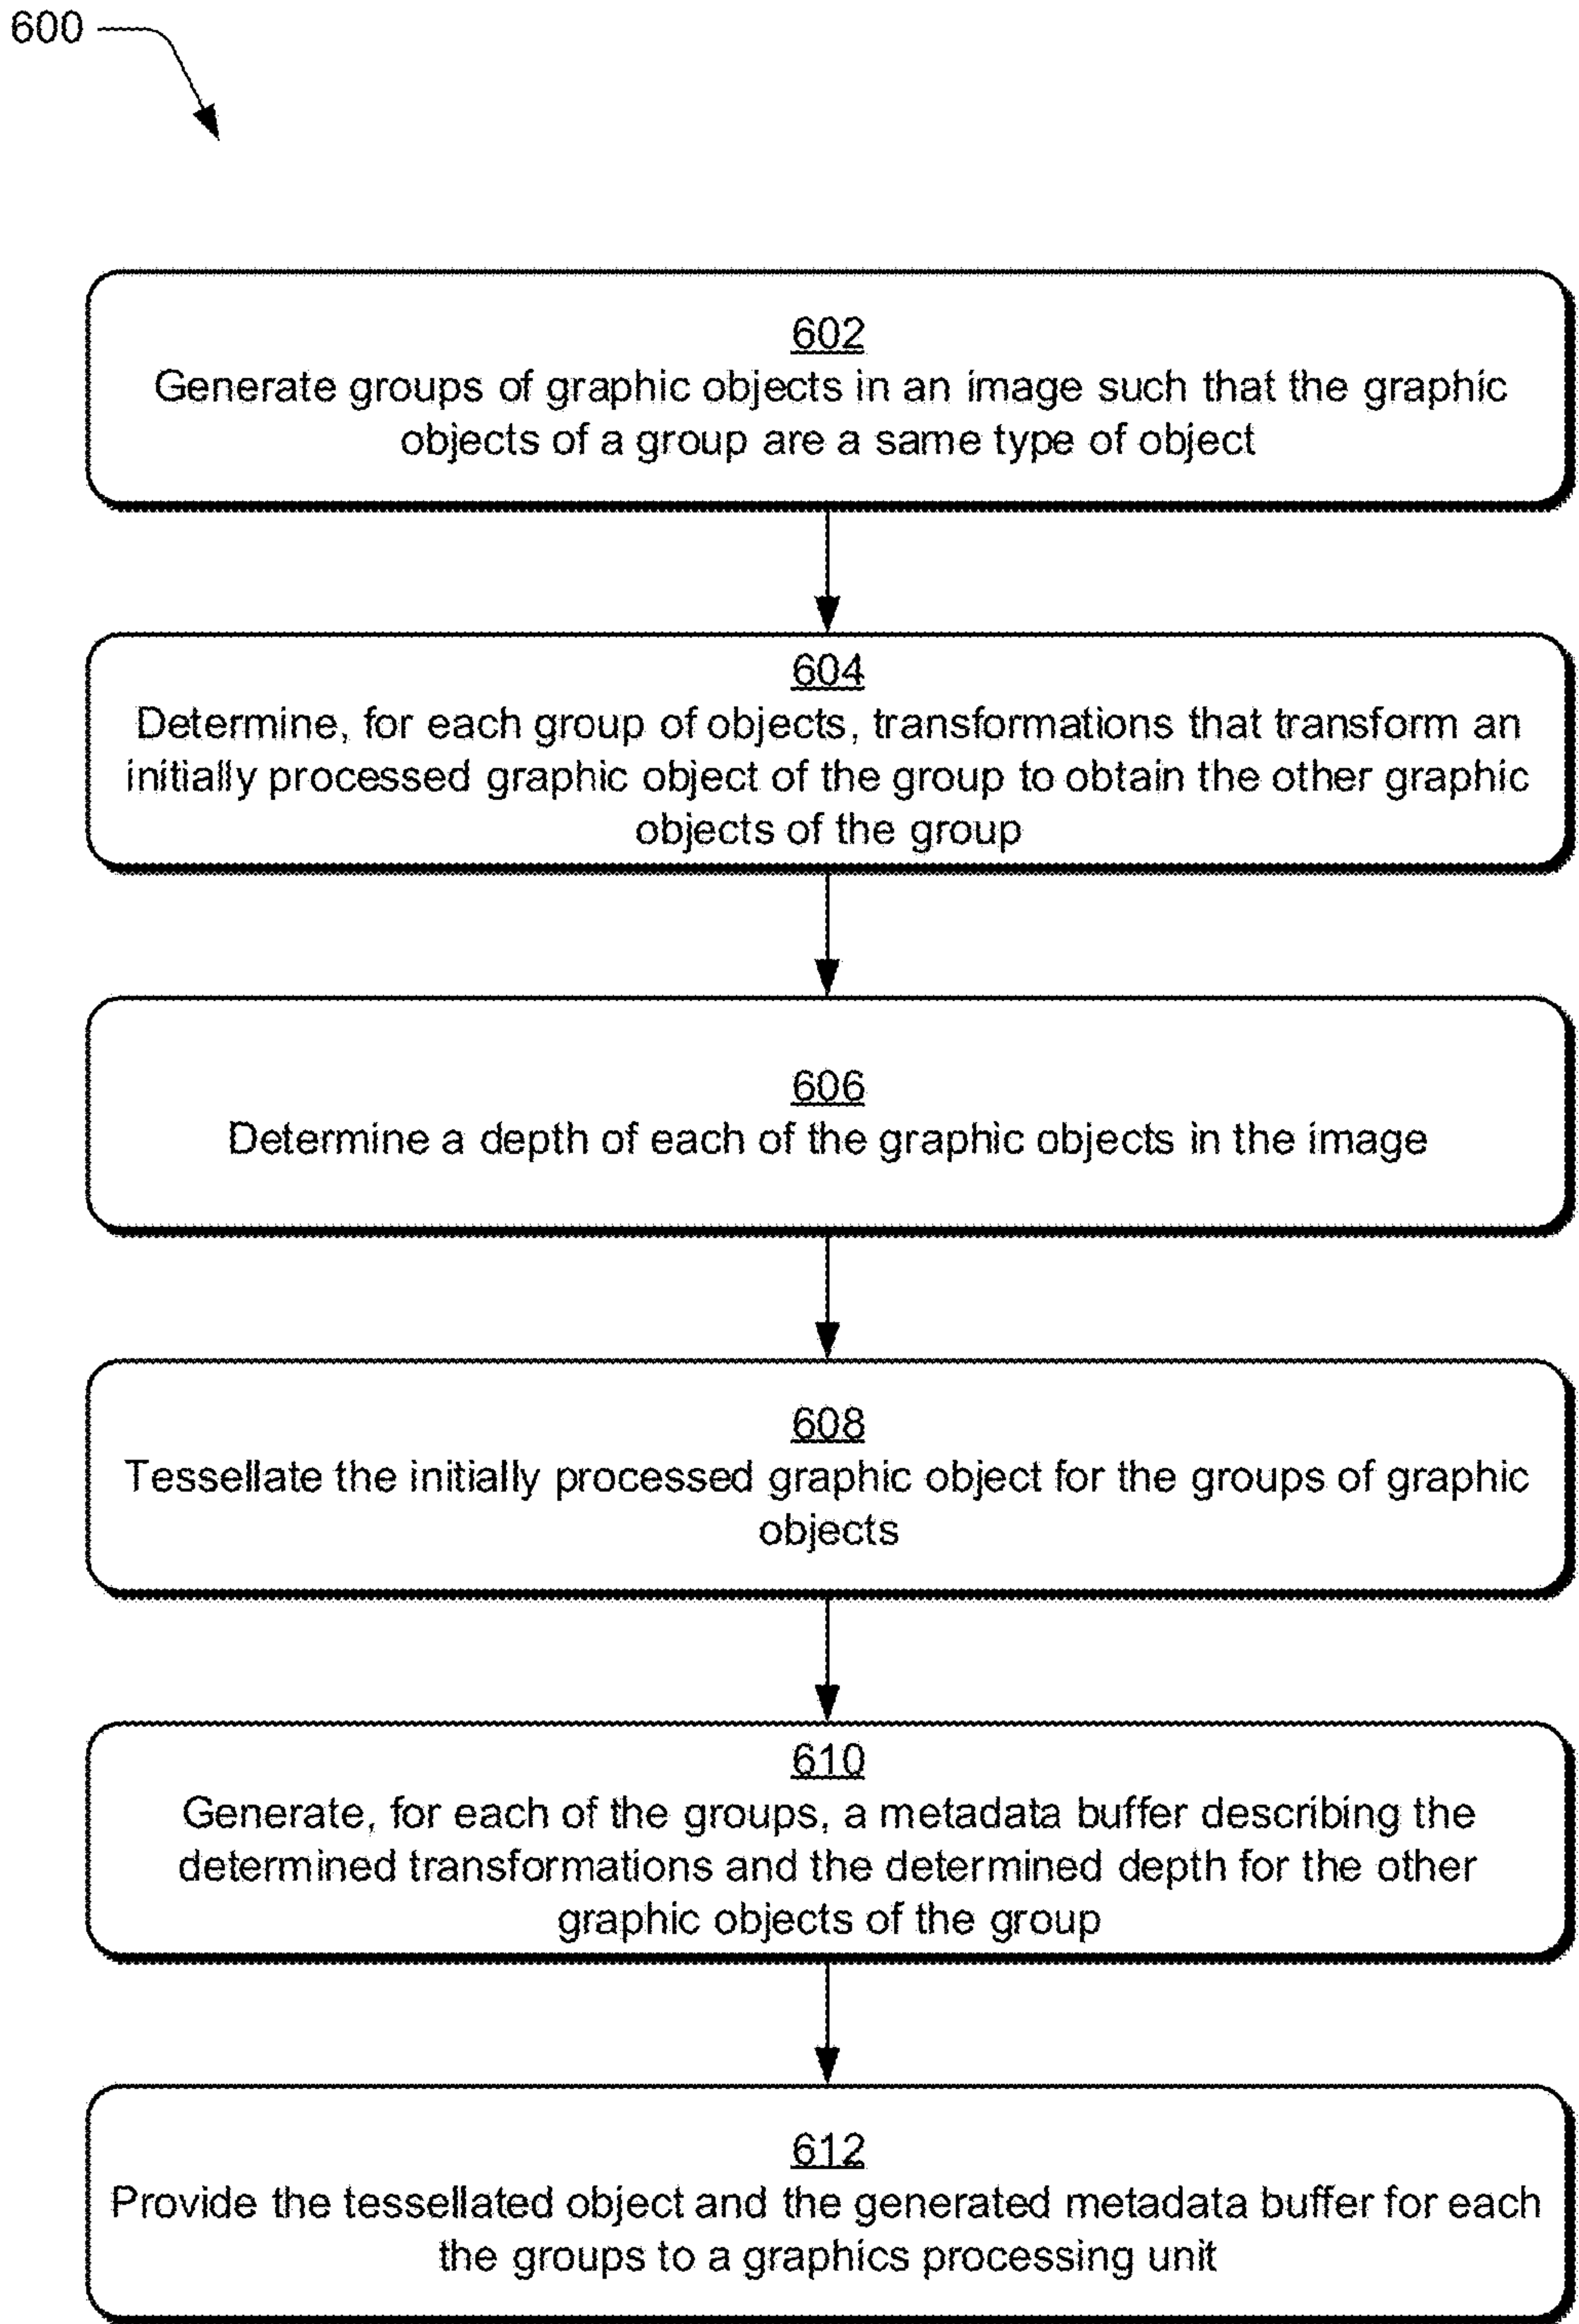 600
602
Generate groups of graphic objects in an image such that the graphic
objects of a group are a same type of object
604
Determine, for each group of objects, transformations that transform an
initially processed graphic object of the group to obtain the other graphic
objects of the group
606
Determine a depth of each of the graphic objects in the image
608
Tessellate the initially processed graphic object for the groups of graphic
objects
610
Generate, for each of the groups, a metadata buffer describing the
determined transformations and the determined depth for the other
graphic objects of the group
612
Provide the tessellated object and the generated metadata buffer for each
the groups to a graphics processing unit